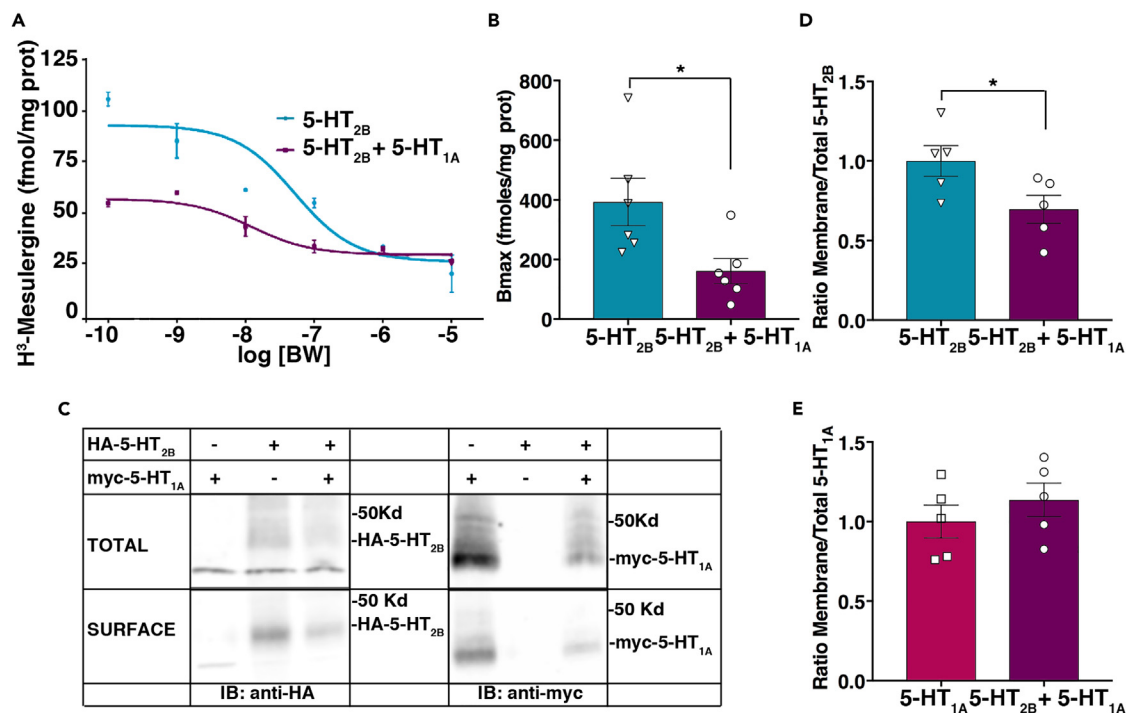 A
H³-Mesulergine (fmol/mg prot)
125
100
75
50
25
0
-10 -9 -8 -7 -6 -5
log [BW]
5-HT2B
5-HT2B + 5-HT1A
B
Bmax (fmoles/mg prot)
800
600
400
200
0
*
5-HT2B 5-HT2B + 5-HT1A
D
Ratio Membrane/Total 5-HT2B
1.5
1.0
0.5
0.0
*
5-HT2B 5-HT2B + 5-HT1A
C
HA-5-HT2B - + + - + +
myc-5-HT1A + - + + - +
TOTAL
-50Kd
-HA-5-HT2B
-50Kd
-myc-5-HT1A
SURFACE
-50 Kd
-HA-5-HT2B
-50 Kd
-myc-5-HT1A
IB: anti-HA IB: anti-myc
E
Ratio Membrane/Total 5-HT1A
1.5
1.0
0.5
0.0
5-HT1A 5-HT2B + 5-HT1A